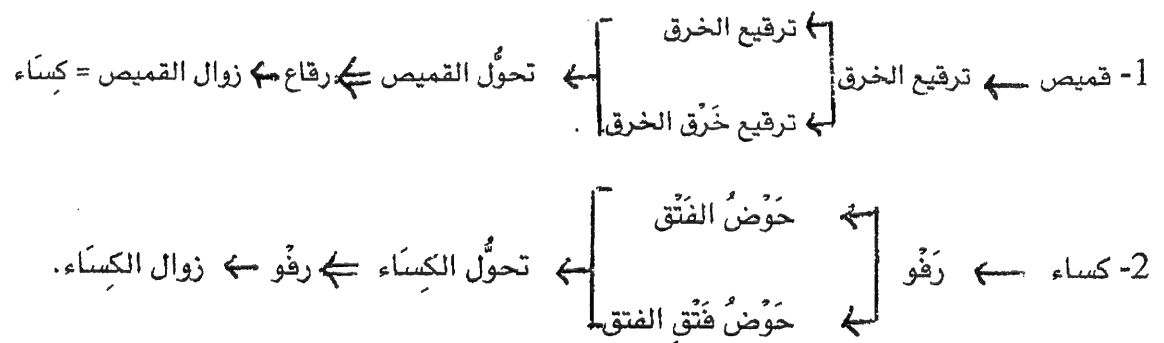 ترقيع الخرق
1- قميص ← ترقيع الخرق ← تحوُّل القميص ⇐ رقاع ← زوال القميص = كِسَاء
ترقيع خَرْق الخرق.
حَوْضُ الفَتْق
2- كساء ← رَفْو ← تحوُّل الكِسَاء ⇐ رفْو ← زوال الكِسَاء.
حَوْضُ فَتْقِ الفتق